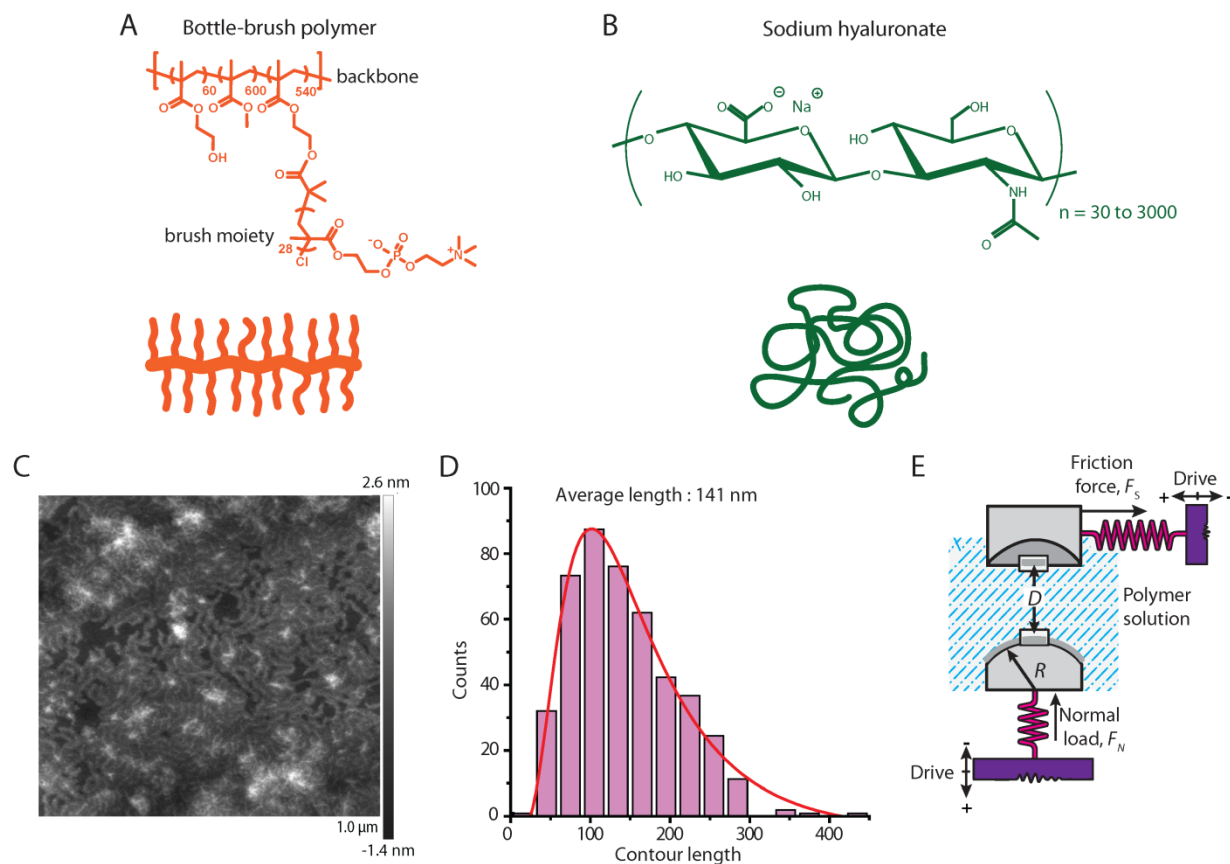 A
Bottle-brush polymer
backbone
60
600
540
O
O
O
O
O
O
OH
O
O
brush moiety
28
Cl
O
O
O
-O
P
O
O
N
+
B
Sodium hyaluronate
O
O
⊖
Na
⊕
OH
O
O
HO
O
HO
OH
O
HO
O
NH
O
n = 30 to 3000
C
2.6 nm
1.0 µm
-1.4 nm
D
Average length : 141 nm
Counts
100
80
60
40
20
0
0
100
200
300
400
Contour length
E
Friction
force, Fs
Drive
+
-
D
Polymer
solution
R
Normal
load, FN
Drive
-
+